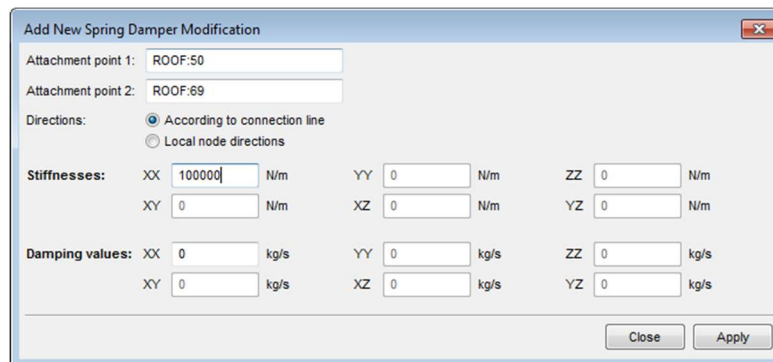 Add New Spring Damper Modification
Attachment point 1: ROOF:50
Attachment point 2: ROOF:69
Directions: According to connection line
Local node directions
Stiffnesses: XX 100000 N/m YY 0 N/m ZZ 0 N/m
XY 0 N/m XZ 0 N/m YZ 0 N/m
Damping values: XX 0 kg/s YY 0 kg/s ZZ 0 kg/s
XY 0 kg/s XZ 0 kg/s YZ 0 kg/s
Close Apply